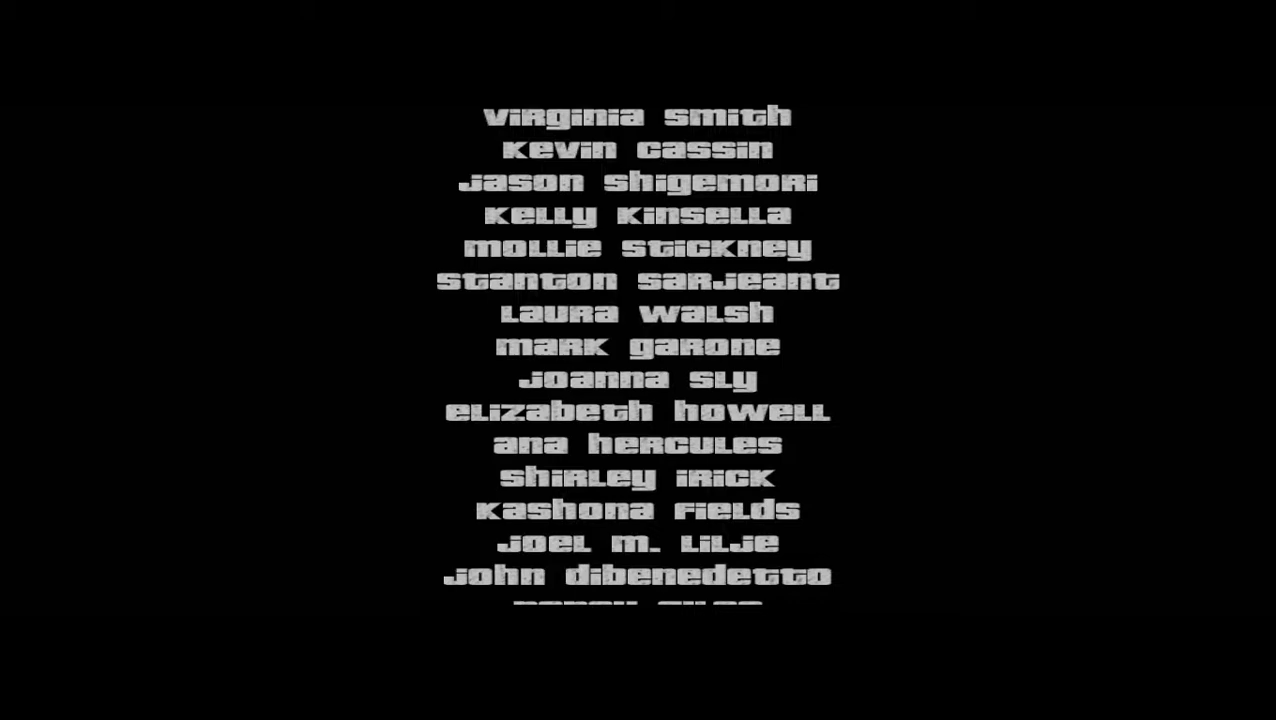 Virginia Smith
Kevin Cassin
Jason Shigemori
Kelly Kinsella
Mollie Stickney
Stanton Sarjeant
Laura Walsh
Mark Garone
Joanna Sly
Elizabeth Howell
Ana Hercules
Shirley Irick
Kashona Fields
Joel M. Lilje
John DiBenedetto